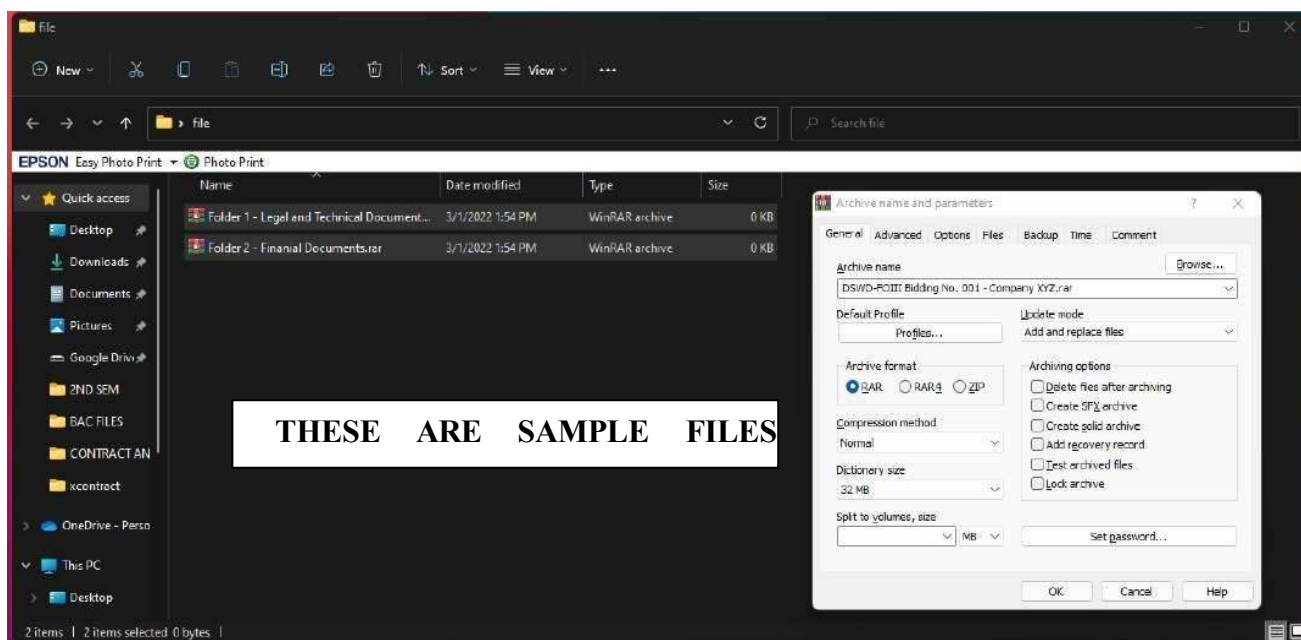 file
New Sort View ...
file Search file
EPSON Easy Photo Print Photo Print
Name Date modified Type Size
Folder 1 - Legal and Technical Document... 3/1/2022 1:54 PM WinRAR archive 0 KB
Folder 2 - Finanial Documents.rar 3/1/2022 1:54 PM WinRAR archive 0 KB
Quick access
Desktop
Downloads
Documents
Pictures
Google Driv
2ND SEM
BAC FILES
CONTRACT AN
xcontract
OneDrive - Perso
This PC
Desktop
2 items 2 items selected 0 bytes
THESE ARE SAMPLE FILES
Archive name and parameters ?
General Advanced Options Files Backup Time Comment
Archive name
Browse...
DSWD-FOIII Bidding No. 001 - Company XYZ.rar
Default Profile
Profiles...
Update mode
Add and replace files
Archive format
RAR RAR4 ZIP
Compression method
Normal
Dictionary size
32 MB
Split to volumes, size
MB
Archiving options
Delete files after archiving
Create SFX archive
Create solid archive
Add recovery record
Test archived files
Lock archive
Set password...
OK Cancel Help